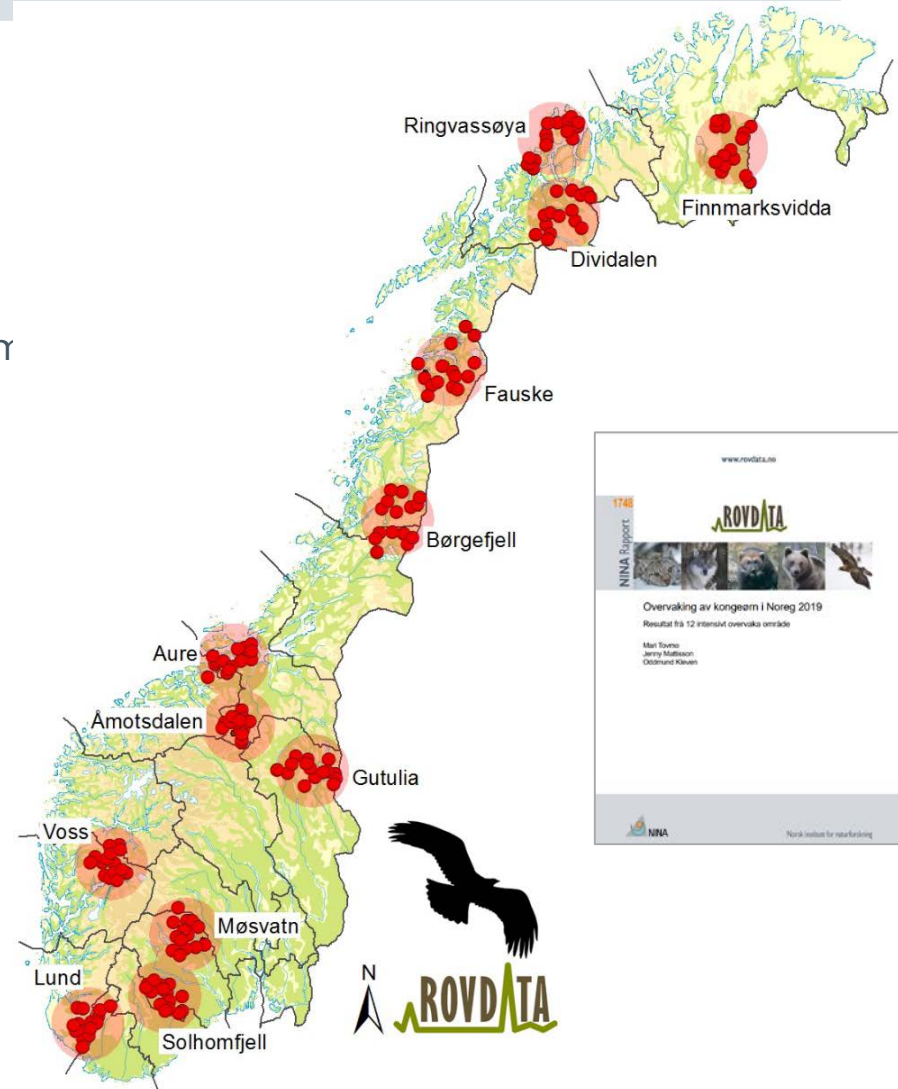 Ringvassøya
Finnmarksvidda
Dividalen
m
Fauske
Børgefjell
Aure
Åmotsdalen
Gutulia
Voss
Møsvatn
Lund
Solhomfjell
N
ROVDATA
www.rovdata.no
1748
NINA Rapport
ROVDATA
Overvaking av kongeørn i Noreg 2019
Resultat frå 12 intensivt overvaka område
Mari Tovmo
Jenny Mattisson
Oddmund Kleven
NINA
Norsk institutt for naturforskning